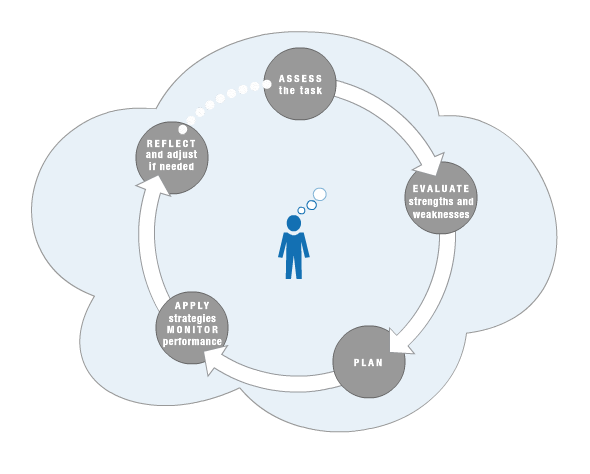 ASSESS
the task
EVALUATE
strengths and
weaknesses
PLAN
APPLY
strategies
MONITOR
performance
REFLECT
and adjust
if needed